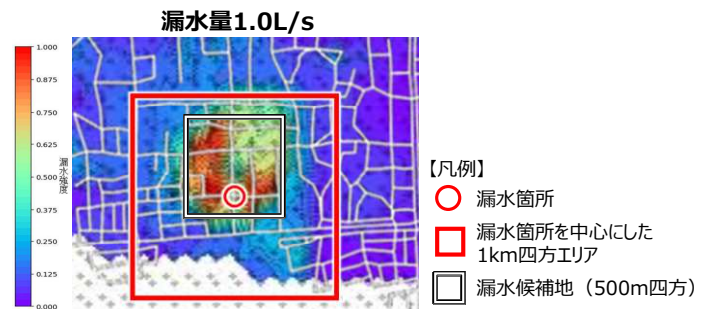 漏水量1.0L/s
1.000
0.875
0.750
0.625
0.500
0.375
0.250
0.125
0.000
漏水強度
【凡例】
漏水箇所
漏水箇所を中心にした
1km四方エリア
漏水候補地（500m四方）